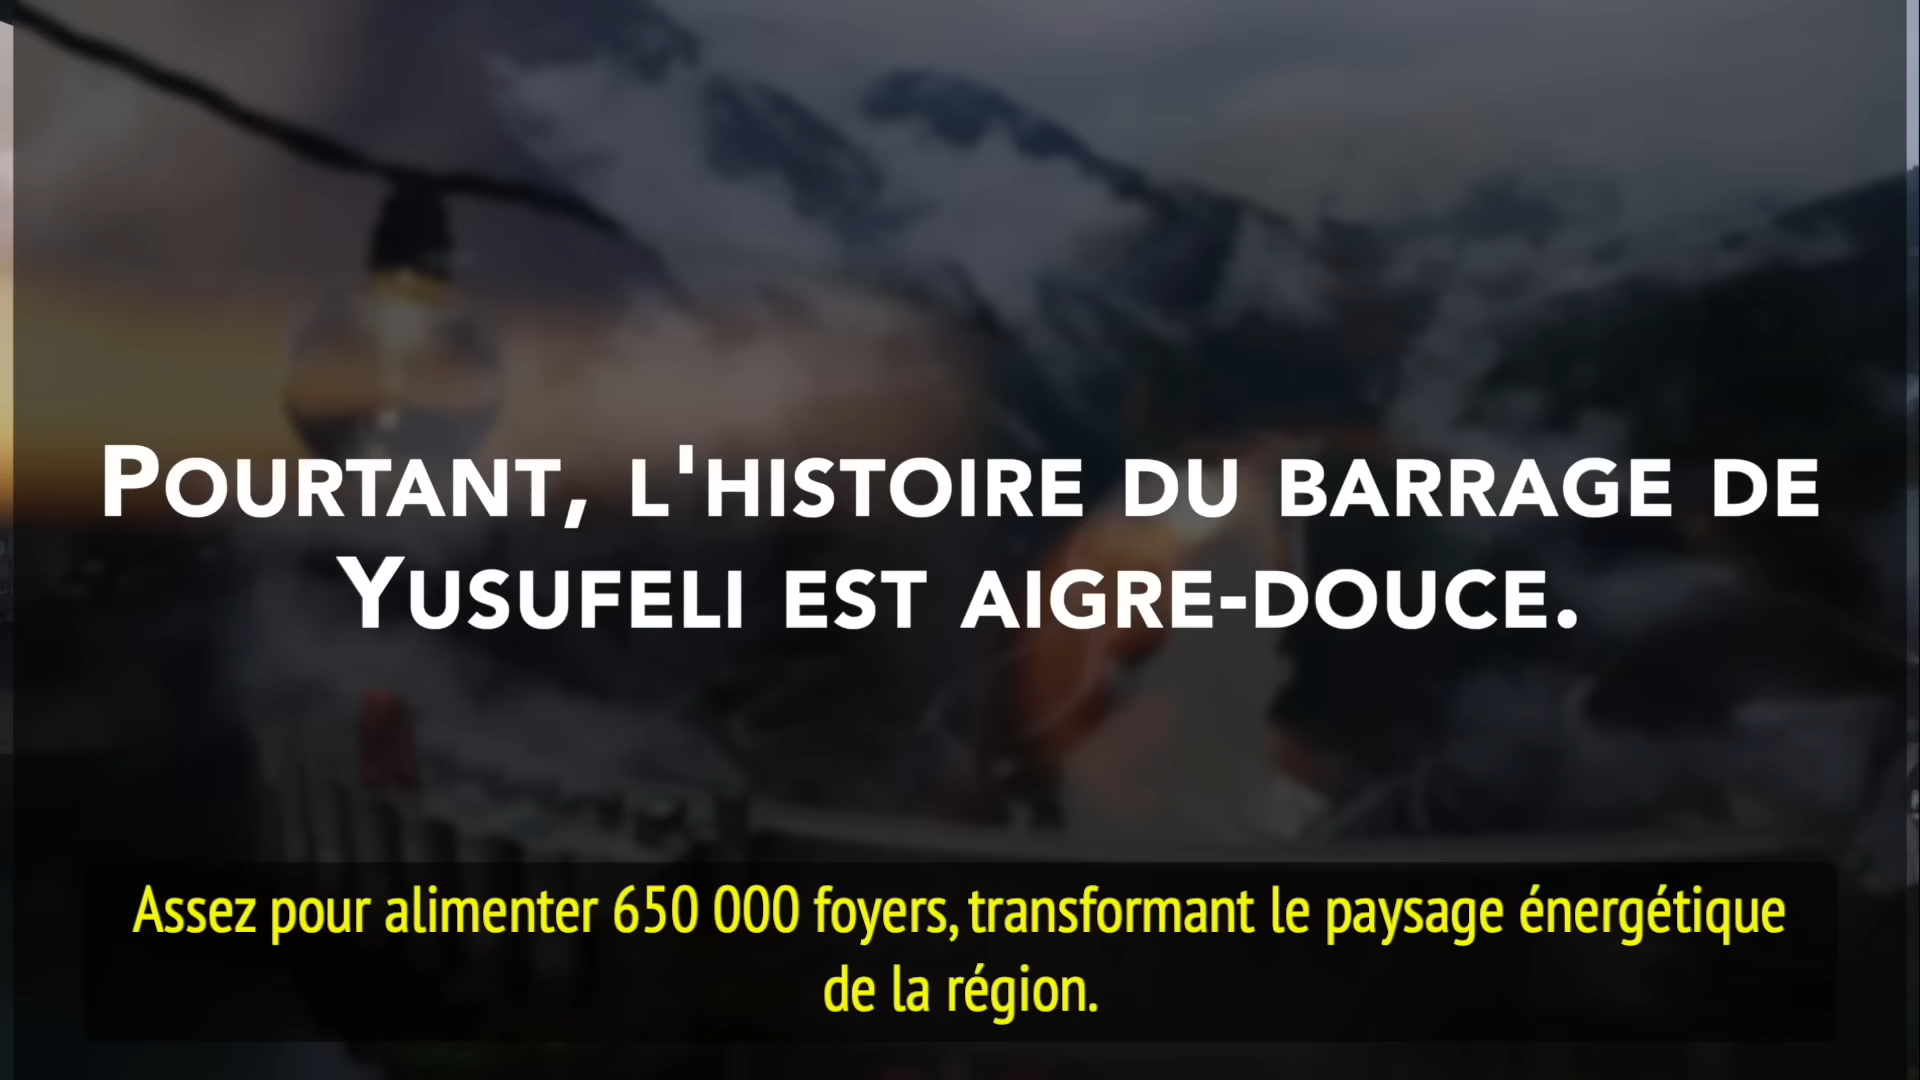 Pourtant, l'histoire du barrage de
Yusufeli est aigre-douce.
Assez pour alimenter 650 000 foyers, transformant le paysage énergétique
de la région.